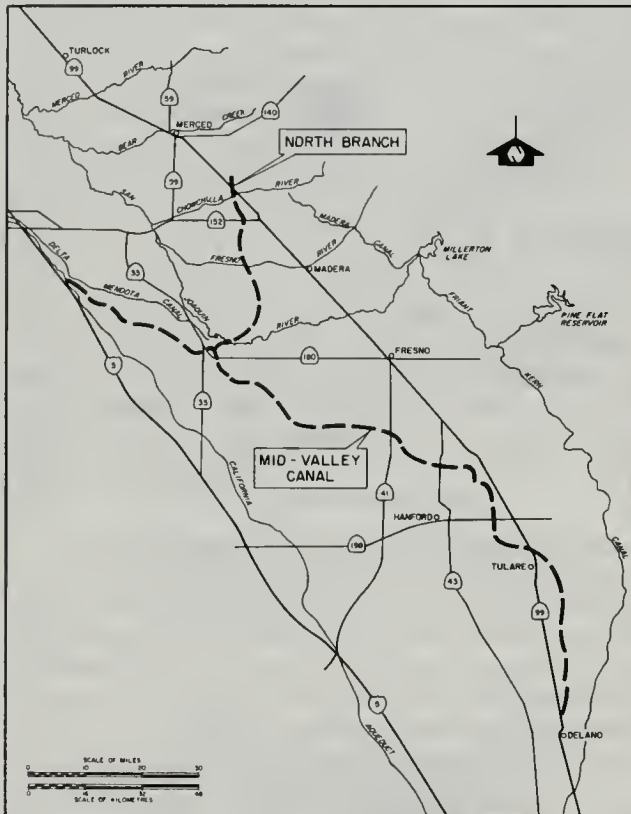 TURLOCK
99
MERCED
RIVER
59
MERCED
CREEK
140
BEAR
NORTH BRANCH
N
SAN
59
CHOWCHILLA
RIVER
152
MADERA
CANAL
DELTA
33
FRESNO
RIVER
MADERA
MILLERTON
LAKE
MENDOTA
CANAL
JOAQUIN
RIVER
FRIANT
PINE FLAT
RESERVOIR
5
180
FRESNO
KERN
33
MID-VALLEY
CANAL
CALIFORNIA
41
HANFORD
198
CANAL
TULARE
43
99
5
DELANO
AQUEDUCT
SCALE OF MILES
0 10 20 30
0 16 32 48
SCALE OF KILOMETRES